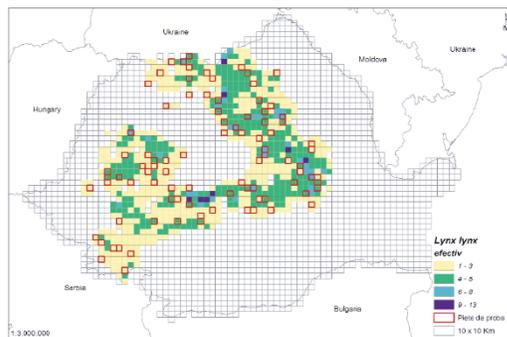 Ukraine
Ukraine
Moldova
Hungary
Lynx lynx
efectiv
1 - 3
4 - 5
6 - 8
9 - 13
Piete de proba
10 x 10 Km
Serbia
Bulgaria
1:3.000.000